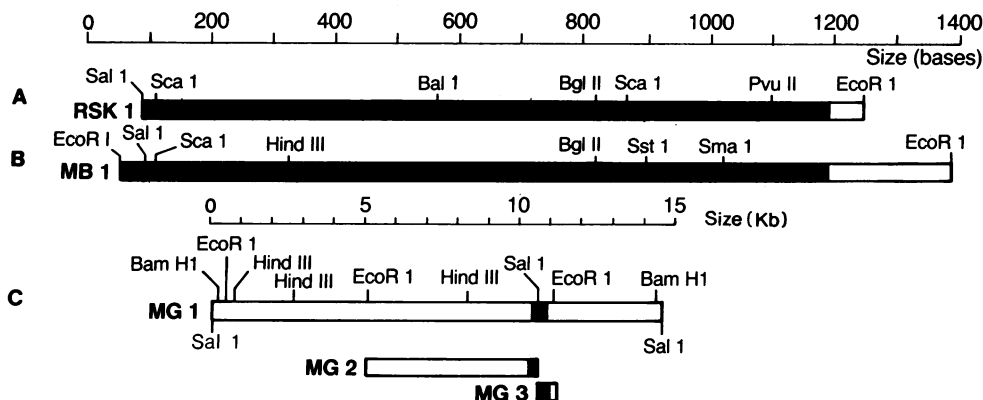 0 200 400 600 800 1000 1200 1400
Size (bases)
A
Sal 1 Sca 1 Bal 1 Bgl II Sca 1 Pvu II EcoR 1
RSK 1
B
EcoR I Sal 1 Sca 1 Hind III Bgl II Sst 1 Sma 1 EcoR 1
MB 1
0 5 10 15 Size (Kb)
C
Bam H1 EcoR 1 Hind III Hind III EcoR 1 Hind III Sal 1 EcoR 1 Bam H1
MG 1
Sal 1 Sal 1
MG 2
MG 3